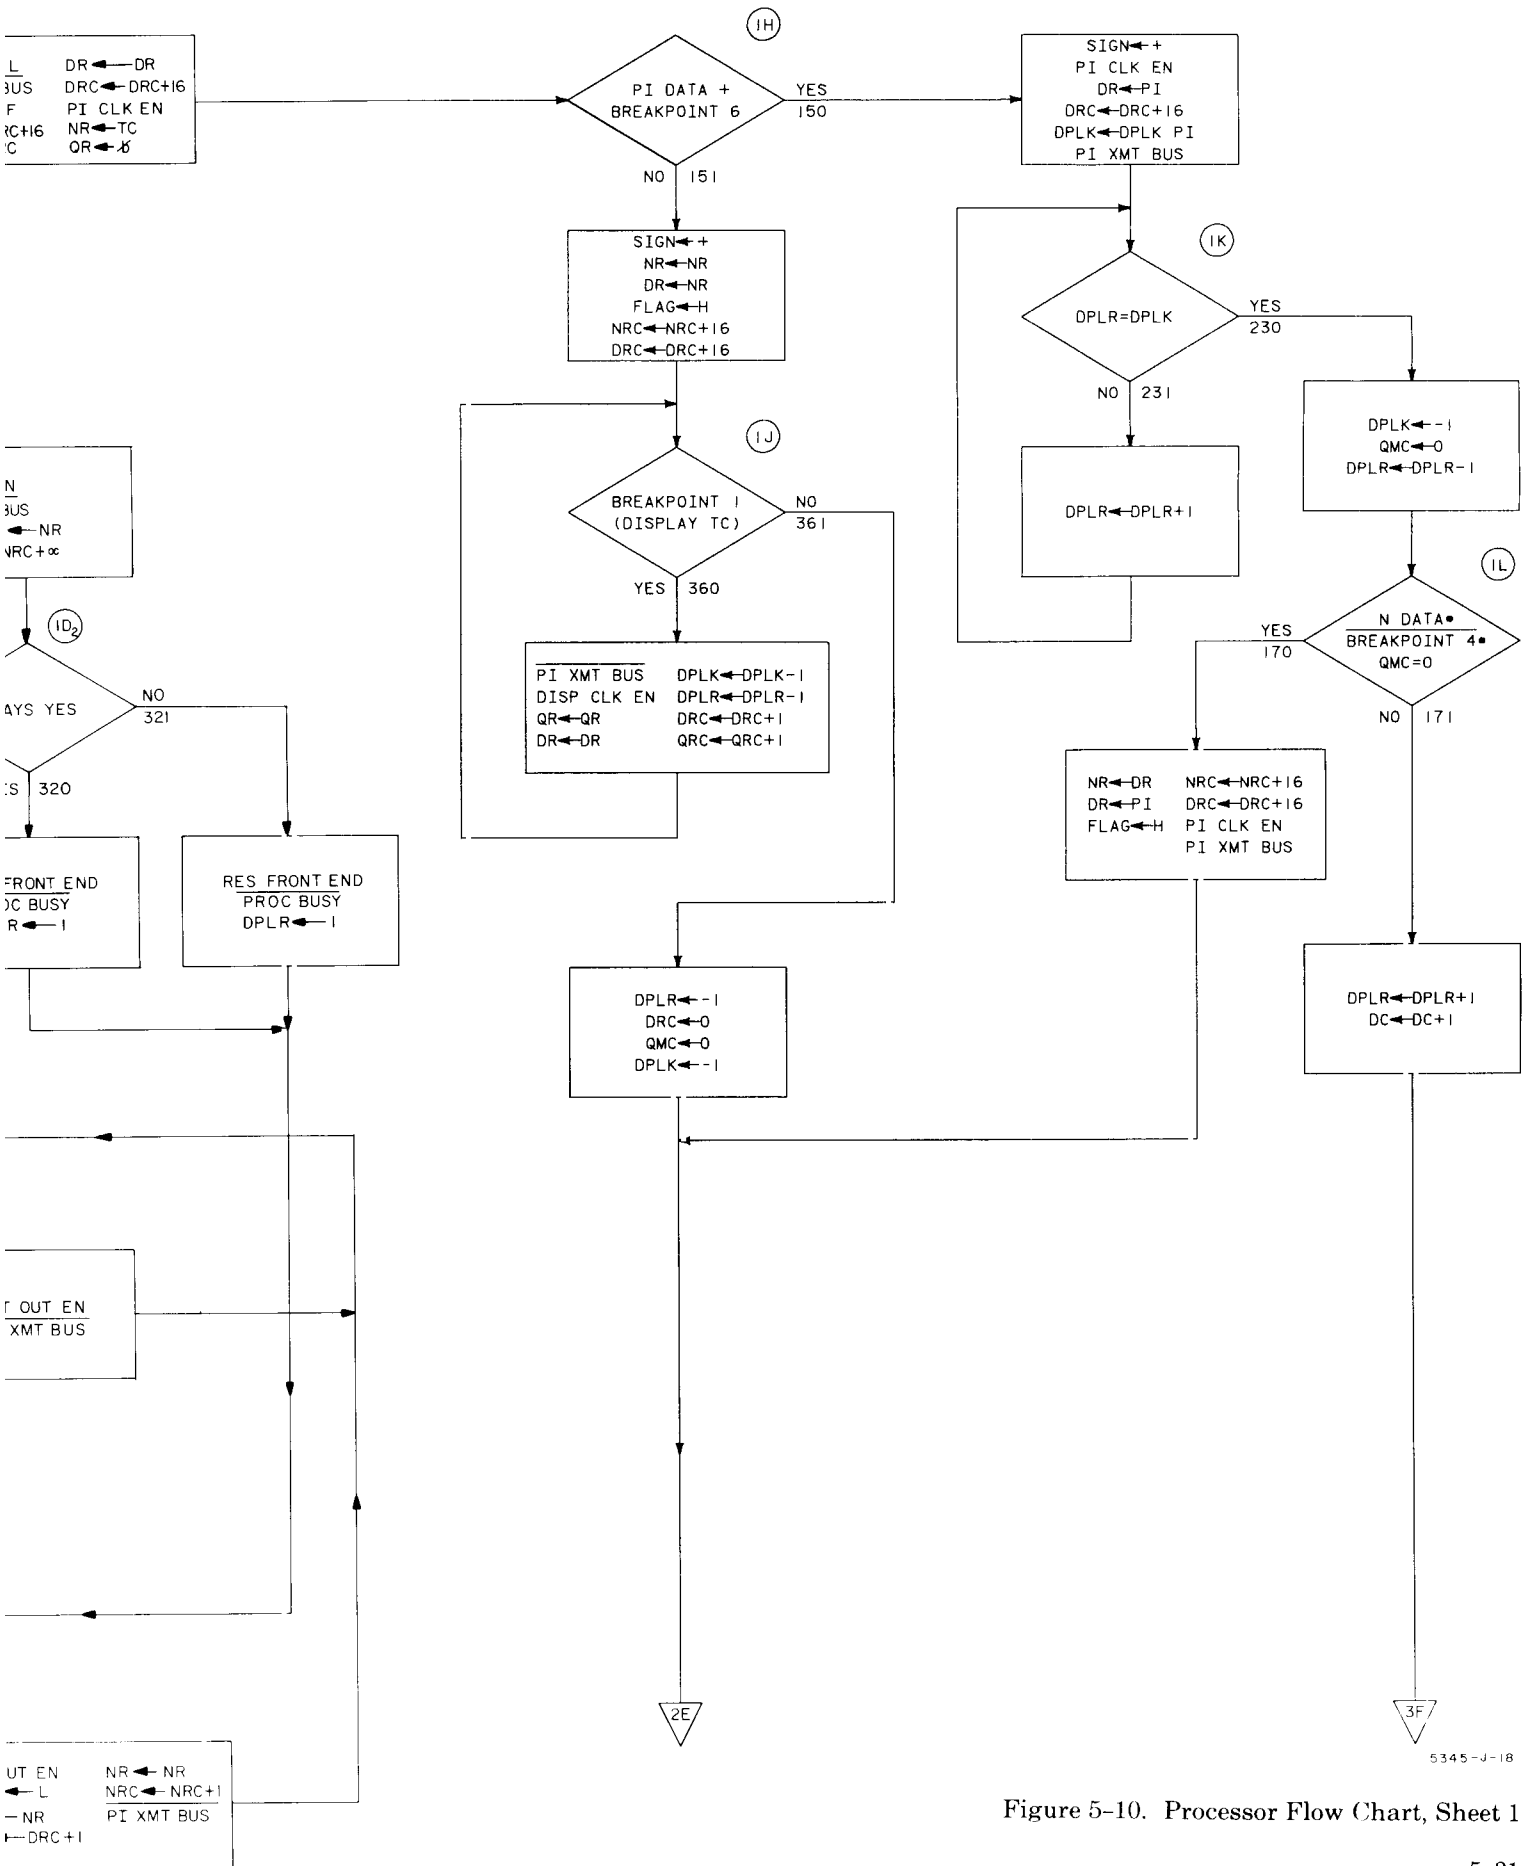 1H
L
BUS
F
RC+16
C
DR←DR
DRC←DRC+16
PI CLK EN
NR←TC
QR←b̸
PI DATA +
BREAKPOINT 6
YES
150
NO 151
SIGN←+
PI CLK EN
DR←PI
DRC←DRC+16
DPLK←DPLK PI
PI XMT BUS
SIGN←+
NR←NR
DR←NR
FLAG←H
NRC←NRC+16
DRC←DRC+16
1K
DPLR=DPLK
YES
230
NO 231
DPLR←DPLR+1
DPLK←-1
QMC←0
DPLR←DPLR-1
1J
BREAKPOINT 1
(DISPLAY TC)
NO
361
YES 360
PI XMT BUS
DISP CLK EN
QR←QR
DR←DR
DPLK←DPLK-1
DPLR←DPLR-1
DRC←DRC+1
QRC←QRC+1
1L
N DATA•
BREAKPOINT 4•
QMC=0
YES
170
NO 171
NR←DR
DR←PI
FLAG←H
NRC←NRC+16
DRC←DRC+16
PI CLK EN
PI XMT BUS
DPLR←DPLR+1
DC←DC+1
DPLR←-1
DRC←0
QMC←0
DPLK←-1
N
BUS
←NR
NRC+∝
1D2
AYS YES
NO
321
ES 320
FRONT END
OC BUSY
R←1
RES FRONT END
PROC BUSY
DPLR←1
T OUT EN
XMT BUS
UT EN
←L
−NR
←DRC+1
NR←NR
NRC←NRC+1
PI XMT BUS
2E
3F
5345-J-18
Figure 5-10. Processor Flow Chart, Sheet 1